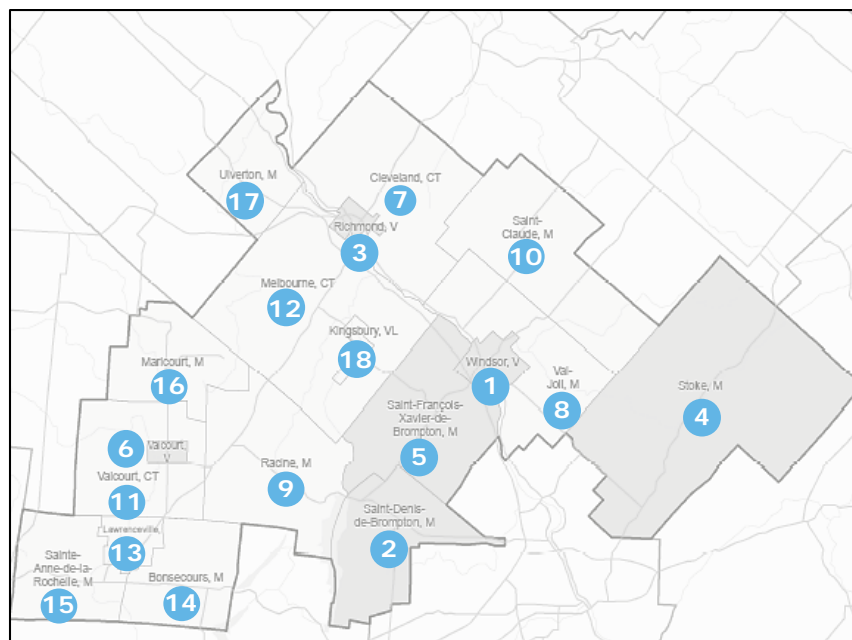 Ulverton, M
17
Cleveland, CT
7
Richmond, V
3
Saint-
Claude, M
10
Melbourne, CT
12
Kingsbury, VL
18
Maricourt, M
16
Windsor, V
1
Val-
Joli, M
8
Stoke, M
4
Saint-François-
Xavier-de-
Brompton, M
5
Valcourt,
V
6
Valcourt, CT
11
Racine, M
9
Saint-Denis-
de-Brompton, M
2
Lawrenceville,
13
Sainte-
Anne-de-la-
Rochelle, M
15
Bonsecours, M
14